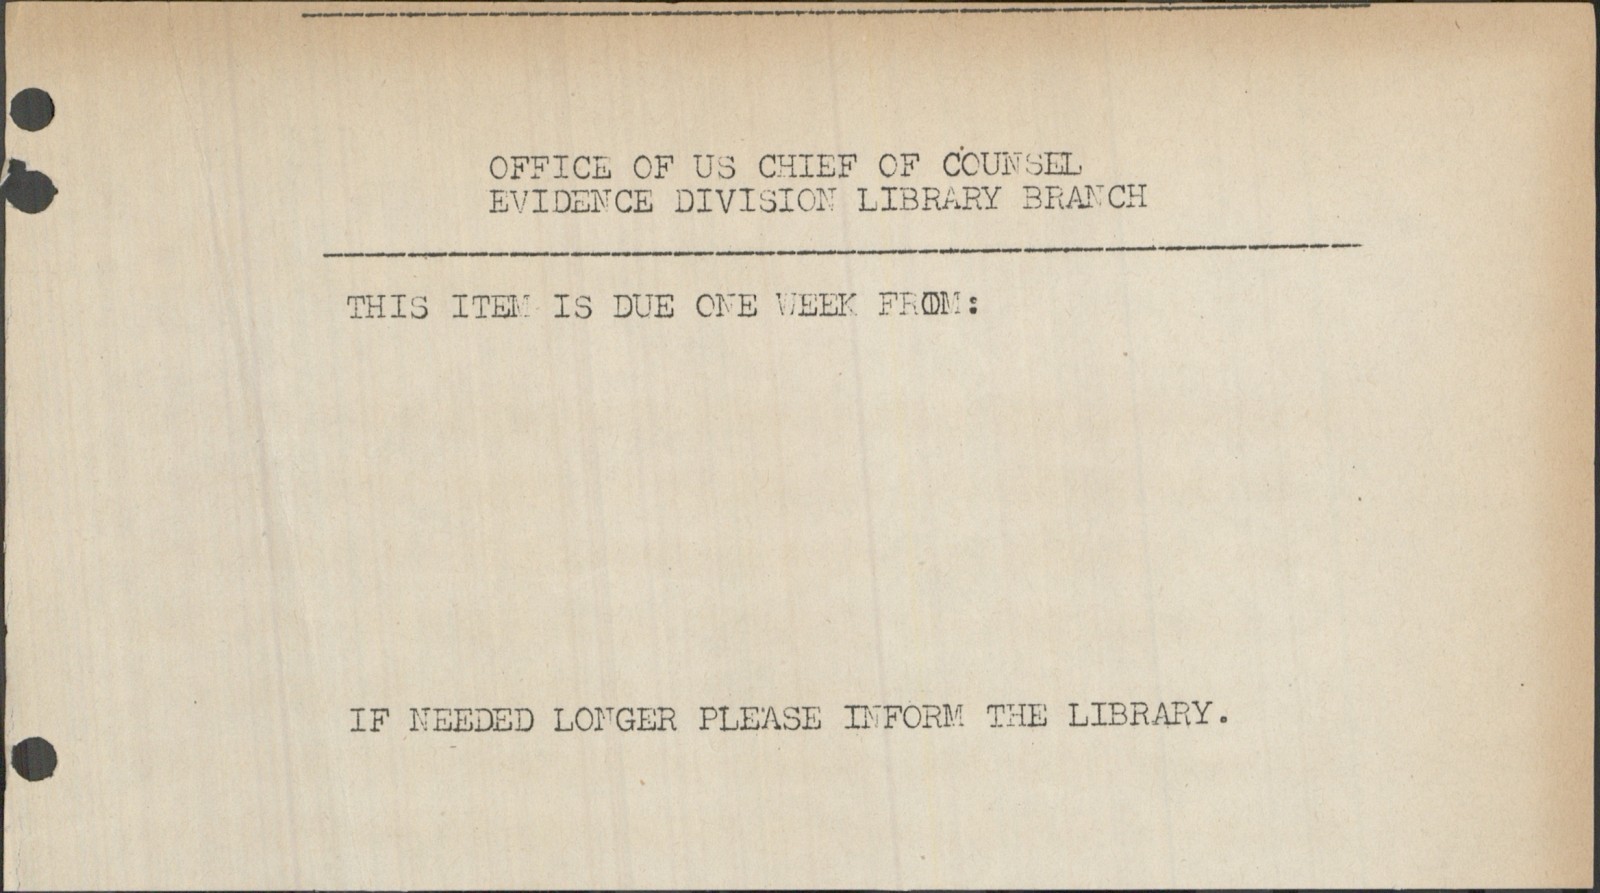 OFFICE OF US CHIEF OF COUNSEL
EVIDENCE DIVISION LIBRARY BRANCH
THIS ITEM IS DUE ONE WEEK FROM:
IF NEEDED LONGER PLEASE INFORM THE LIBRARY.